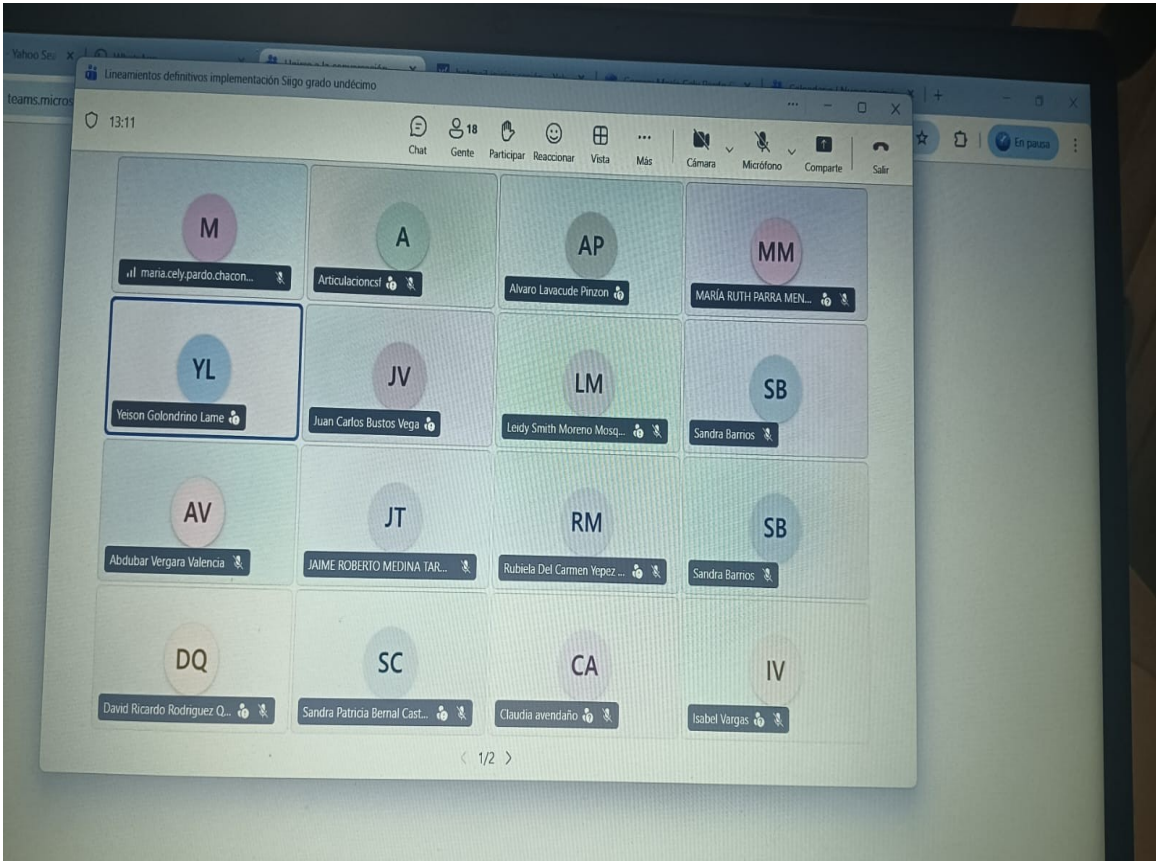 Yahoo Sea
teams.micros
En pausa
Lineamientos definitivos implementación Siigo grado undécimo
13:11
Chat
18
Gente
Participar
Reaccionar
Vista
Más
Cámara
Micrófono
Comparte
Salir
M
maria.cely.pardo.chacon...
A
Articulacioncsf
AP
Alvaro Lavacude Pinzon
MM
MARÍA RUTH PARRA MEN...
YL
Yeison Golondrino Lame
JV
Juan Carlos Bustos Vega
LM
Leidy Smith Moreno Mosq...
SB
Sandra Barrios
AV
Abdubar Vergara Valencia
JT
JAIME ROBERTO MEDINA TAR...
RM
Rubiela Del Carmen Yepez ...
SB
Sandra Barrios
DQ
David Ricardo Rodriguez Q...
SC
Sandra Patricia Bernal Cast...
CA
Claudia avendaño
IV
Isabel Vargas
1/2